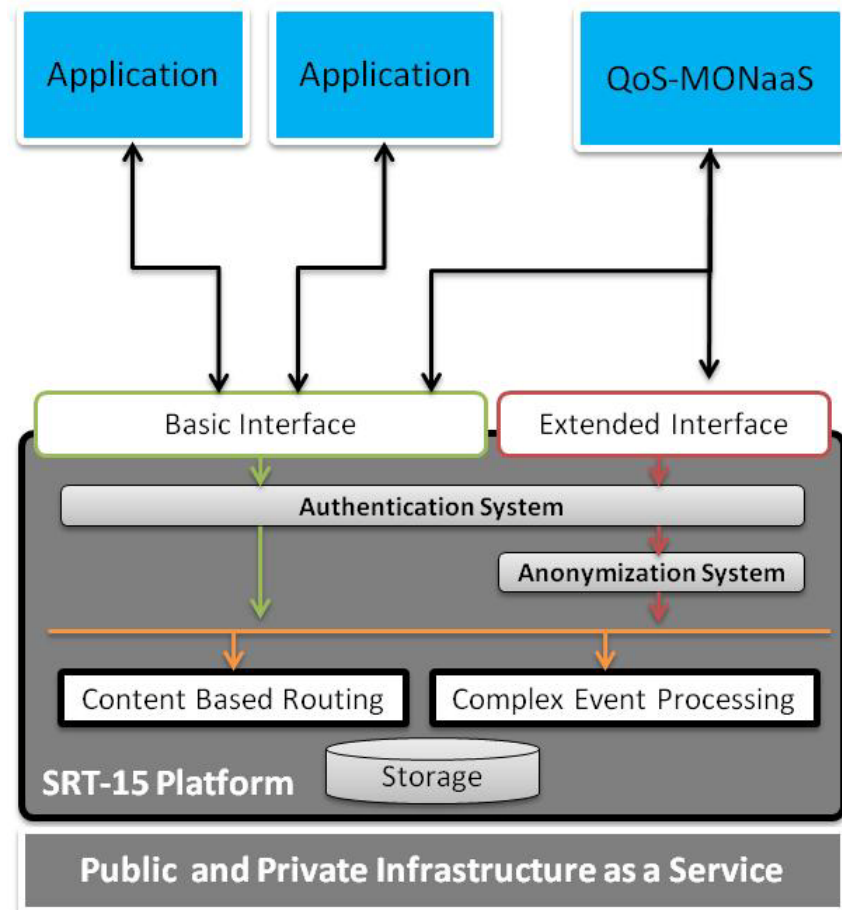 Application
Application
QoS-MONaaS
Basic Interface
Extended Interface
Authentication System
Anonymization System
Content Based Routing
Complex Event Processing
Storage
SRT-15 Platform
Public and Private Infrastructure as a Service